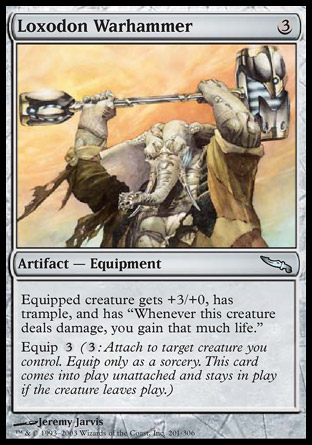 Loxodon Warhammer 3
Artifact — Equipment
Equipped creature gets +3/+0, has
trample, and has “Whenever this creature
deals damage, you gain that much life.”
Equip 3 (3: Attach to target creature you
control. Equip only as a sorcery. This card
comes into play unattached and stays in play
if the creature leaves play.)
Jeremy Jarvis
™ & © 1993–2003 Wizards of the Coast, Inc. 201/306